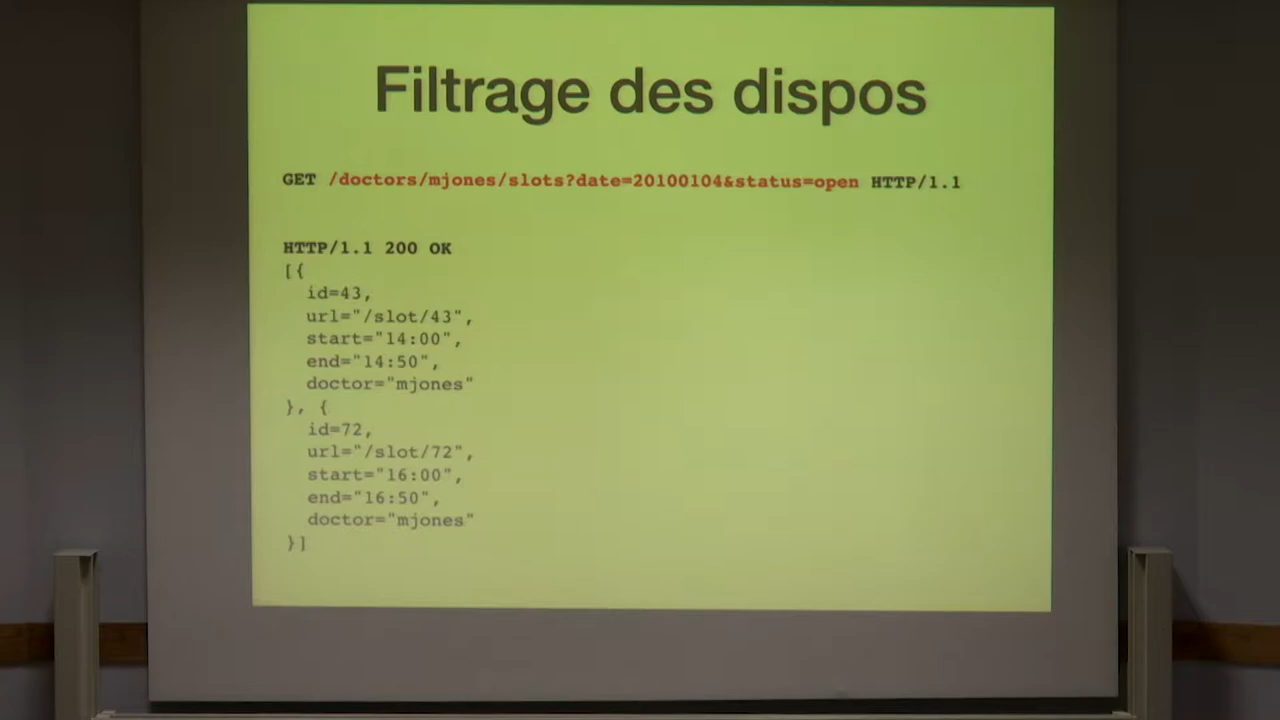 Filtrage des dispos
GET /doctors/mjones/slots?date=20100104&status=open HTTP/1.1
HTTP/1.1 200 OK
[{
id=43,
url="/slot/43",
start="14:00",
end="14:50",
doctor="mjones"
}, {
id=72,
url="/slot/72",
start="16:00",
end="16:50",
doctor="mjones"
}]